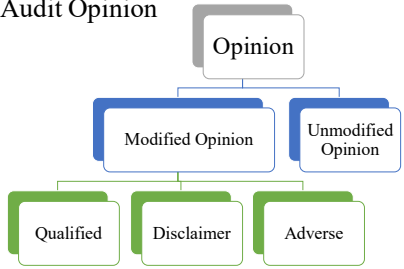 Audit Opinion
Opinion
Modified Opinion
Unmodified
Opinion
Qualified
Disclaimer
Adverse